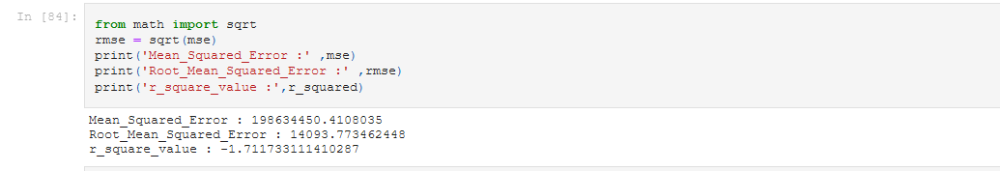 In [84]:
from math import sqrt
rmse = sqrt(mse)
print('Mean_Squared_Error :' ,mse)
print('Root_Mean_Squared_Error :' ,rmse)
print('r_square_value :',r_squared)
Mean_Squared_Error : 198634450.4108035
Root_Mean_Squared_Error : 14093.773462448
r_square_value : -1.711733111410287